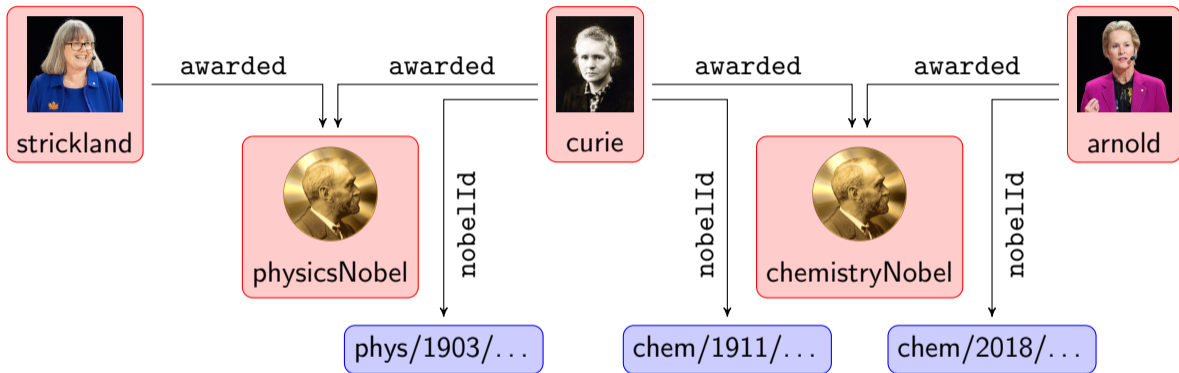 awarded
awarded
awarded
awarded
strickland
curie
arnold
nobelId
nobelId
nobelId
physicsNobel
chemistryNobel
phys/1903/...
chem/1911/...
chem/2018/...